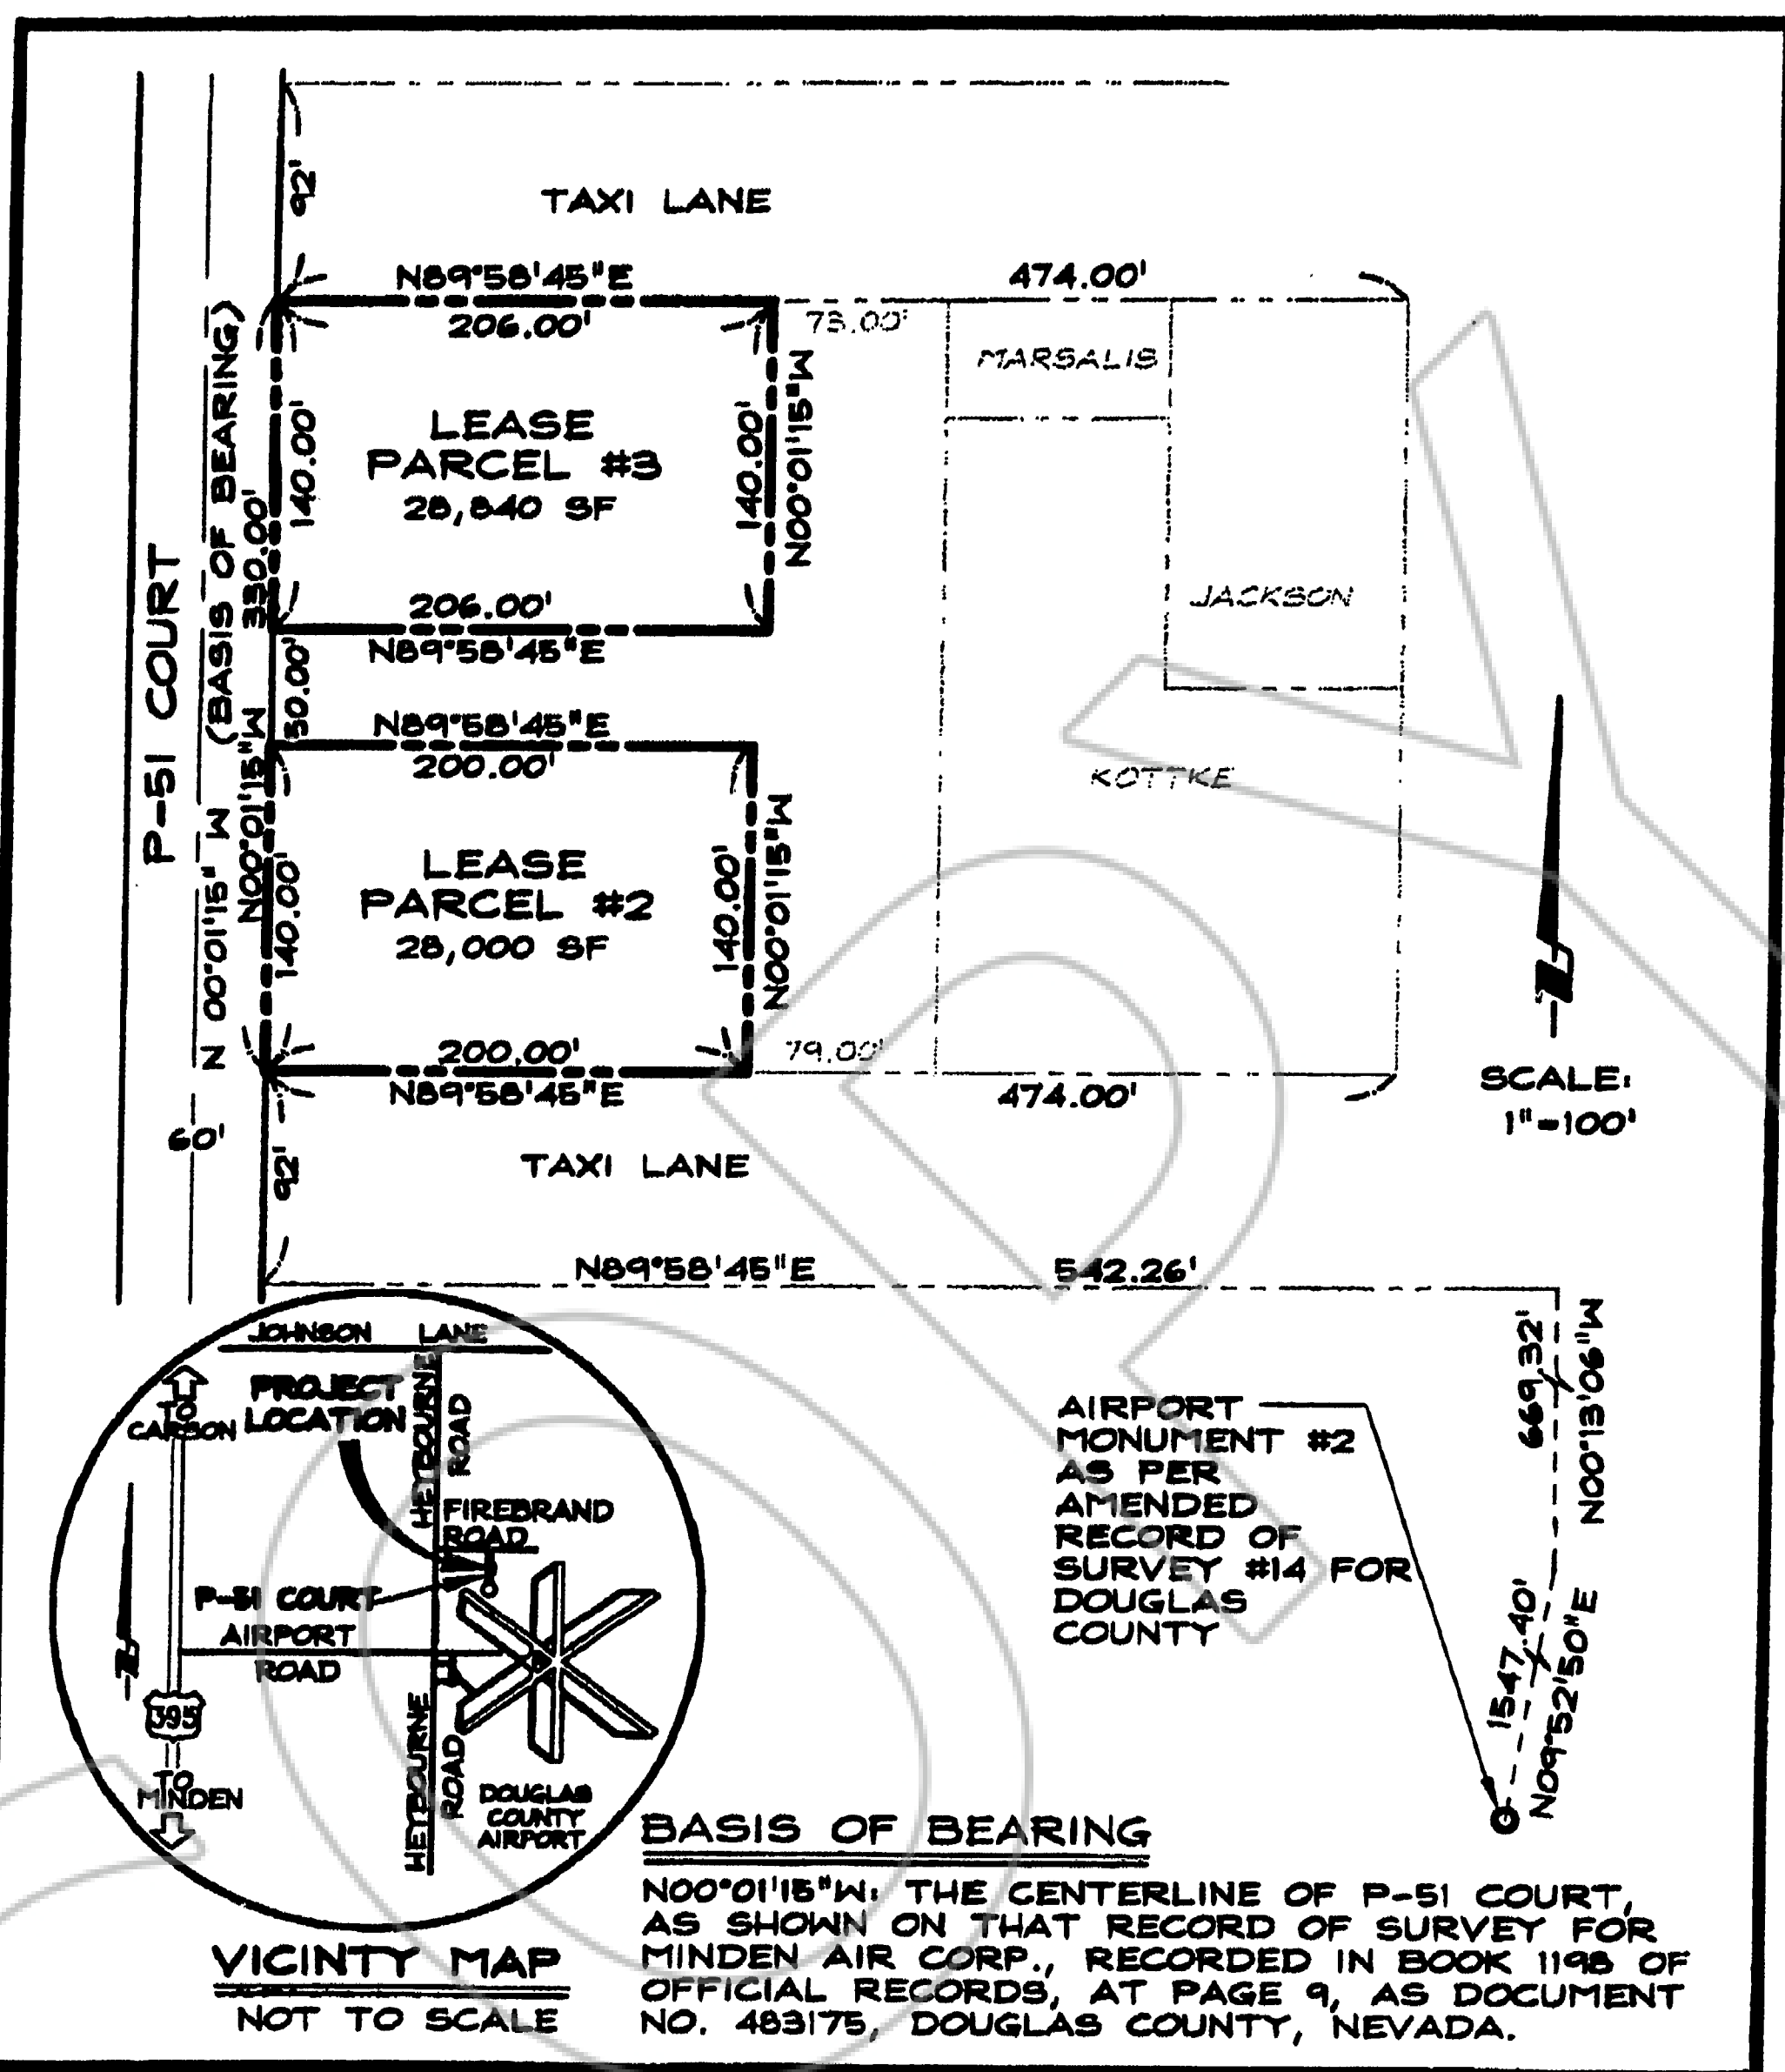 92'
TAXI LANE
N89°58'45"E
474.00'
206.00'
73.00'
MARSALIS
N00°01'15"W
140.00'
LEASE
PARCEL #3
28,840 SF
140.00'
330.00'
(BASIS OF BEARING)
P-51 COURT
JACKSON
206.00'
N89°58'45"E
50.00'
N89°58'45"E
200.00'
KOTTKE
N 00°01'15" W
N00°01'15"W
140.00'
LEASE
PARCEL #2
28,000 SF
140.00'
N00°01'15"W
200.00'
79.00'
N89°58'45"E
474.00'
SCALE:
1"=100'
60'
92'
TAXI LANE
N89°58'45"E
542.26'
669.32'
N00°13'06"W
JOHNSON LANE
PROJECT
LOCATION
TO
CARSON
HEYBOURNE
ROAD
FIREBRAND
ROAD
P-51 COURT
AIRPORT
ROAD
395
TO
MINDEN
HEYBOURNE
ROAD
DOUGLAS
COUNTY
AIRPORT
AIRPORT
MONUMENT #2
AS PER
AMENDED
RECORD OF
SURVEY #14 FOR
DOUGLAS
COUNTY
1547.40'
N09°52'50"E
VICINTY MAP
NOT TO SCALE
BASIS OF BEARING
N00°01'15"W: THE CENTERLINE OF P-51 COURT,
AS SHOWN ON THAT RECORD OF SURVEY FOR
MINDEN AIR CORP., RECORDED IN BOOK 1198 OF
OFFICIAL RECORDS, AT PAGE 9, AS DOCUMENT
NO. 483175, DOUGLAS COUNTY, NEVADA.